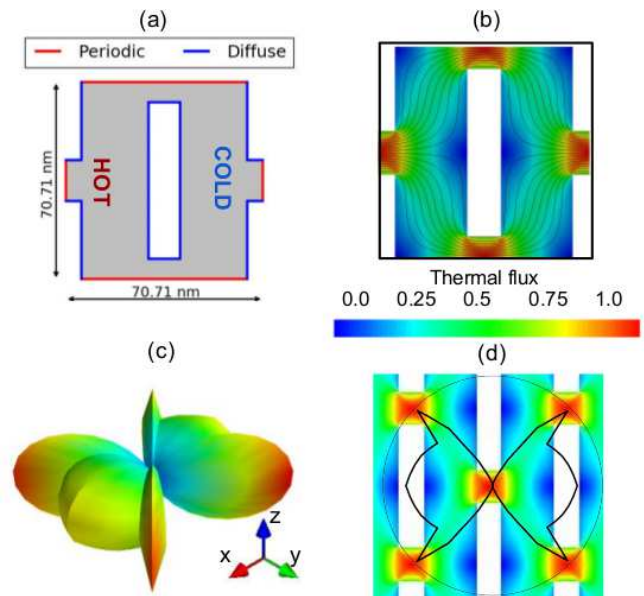 (a)
Periodic Diffuse
70.71 nm
HOT
COLD
70.71 nm
(b)
Thermal flux
0.0 0.25 0.5 0.75 1.0
(c)
z
x
y
(d)